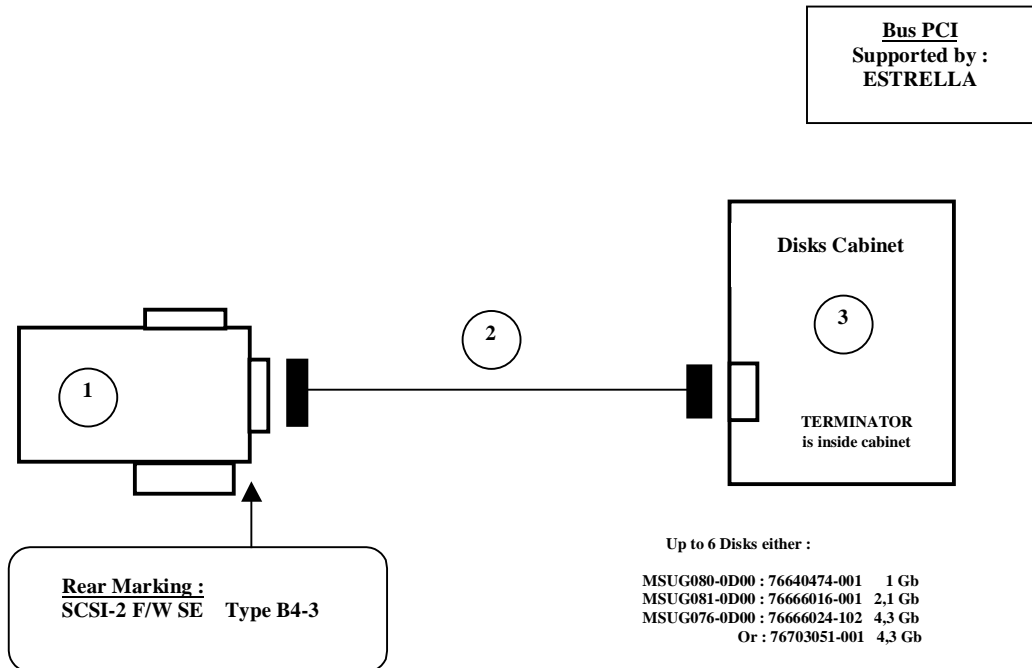 Bus PCI
Supported by :
ESTRELLA
Disks Cabinet
2
3
1
TERMINATOR
is inside cabinet
Up to 6 Disks either :
Rear Marking :
SCSI-2 F/W SE Type B4-3
MSUG080-0D00 : 76640474-001 1 Gb
MSUG081-0D00 : 76666016-001 2,1 Gb
MSUG076-0D00 : 76666024-102 4,3 Gb
Or : 76703051-001 4,3 Gb